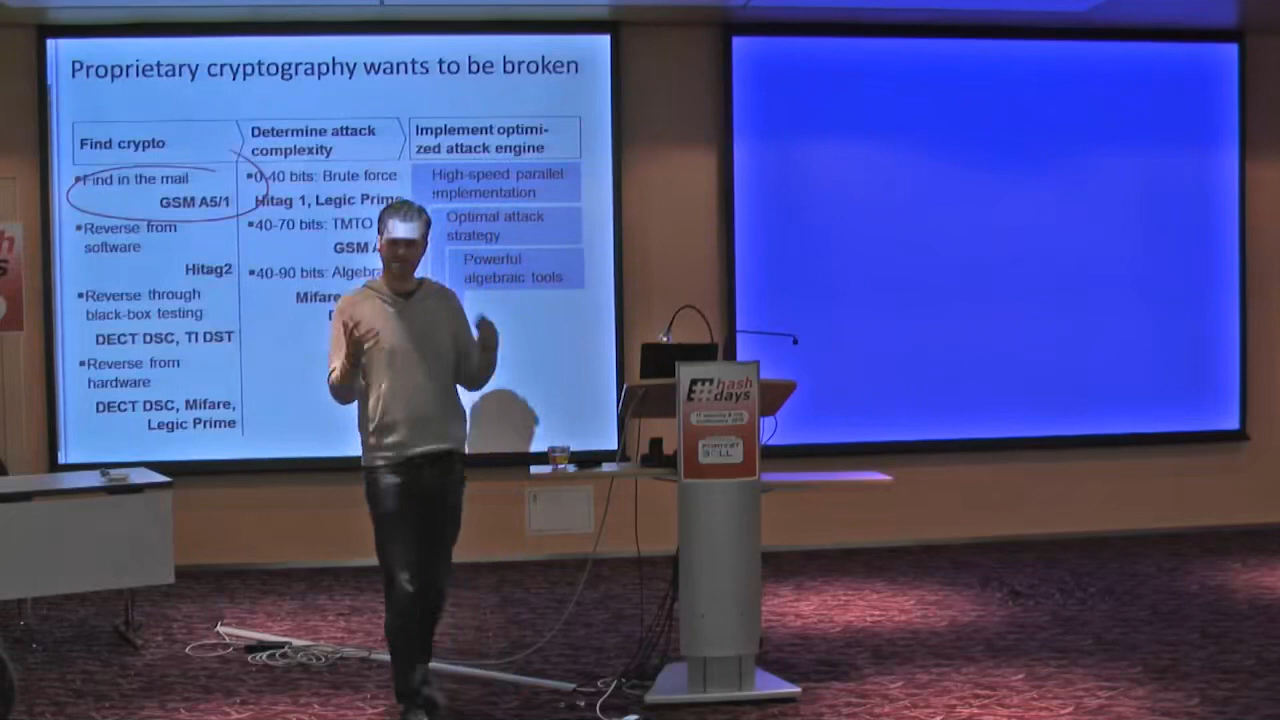 Proprietary cryptography wants to be broken
Find crypto
▪Find in the mail
GSM A5/1
▪Reverse from
software
Hitag2
▪Reverse through
black-box testing
DECT DSC, TI DST
▪Reverse from
hardware
DECT DSC, Mifare,
Legic Prime
Determine attack
complexity
▪0-40 bits: Brute force
Hitag 1, Legic Prime
▪40-70 bits: TMTO
GSM
▪40-90 bits:
Mifare
Implement optimi-
zed attack engine
High-speed parallel
implementation
Optimal attack
strategy
Powerful
algebraic tools
#hash
days